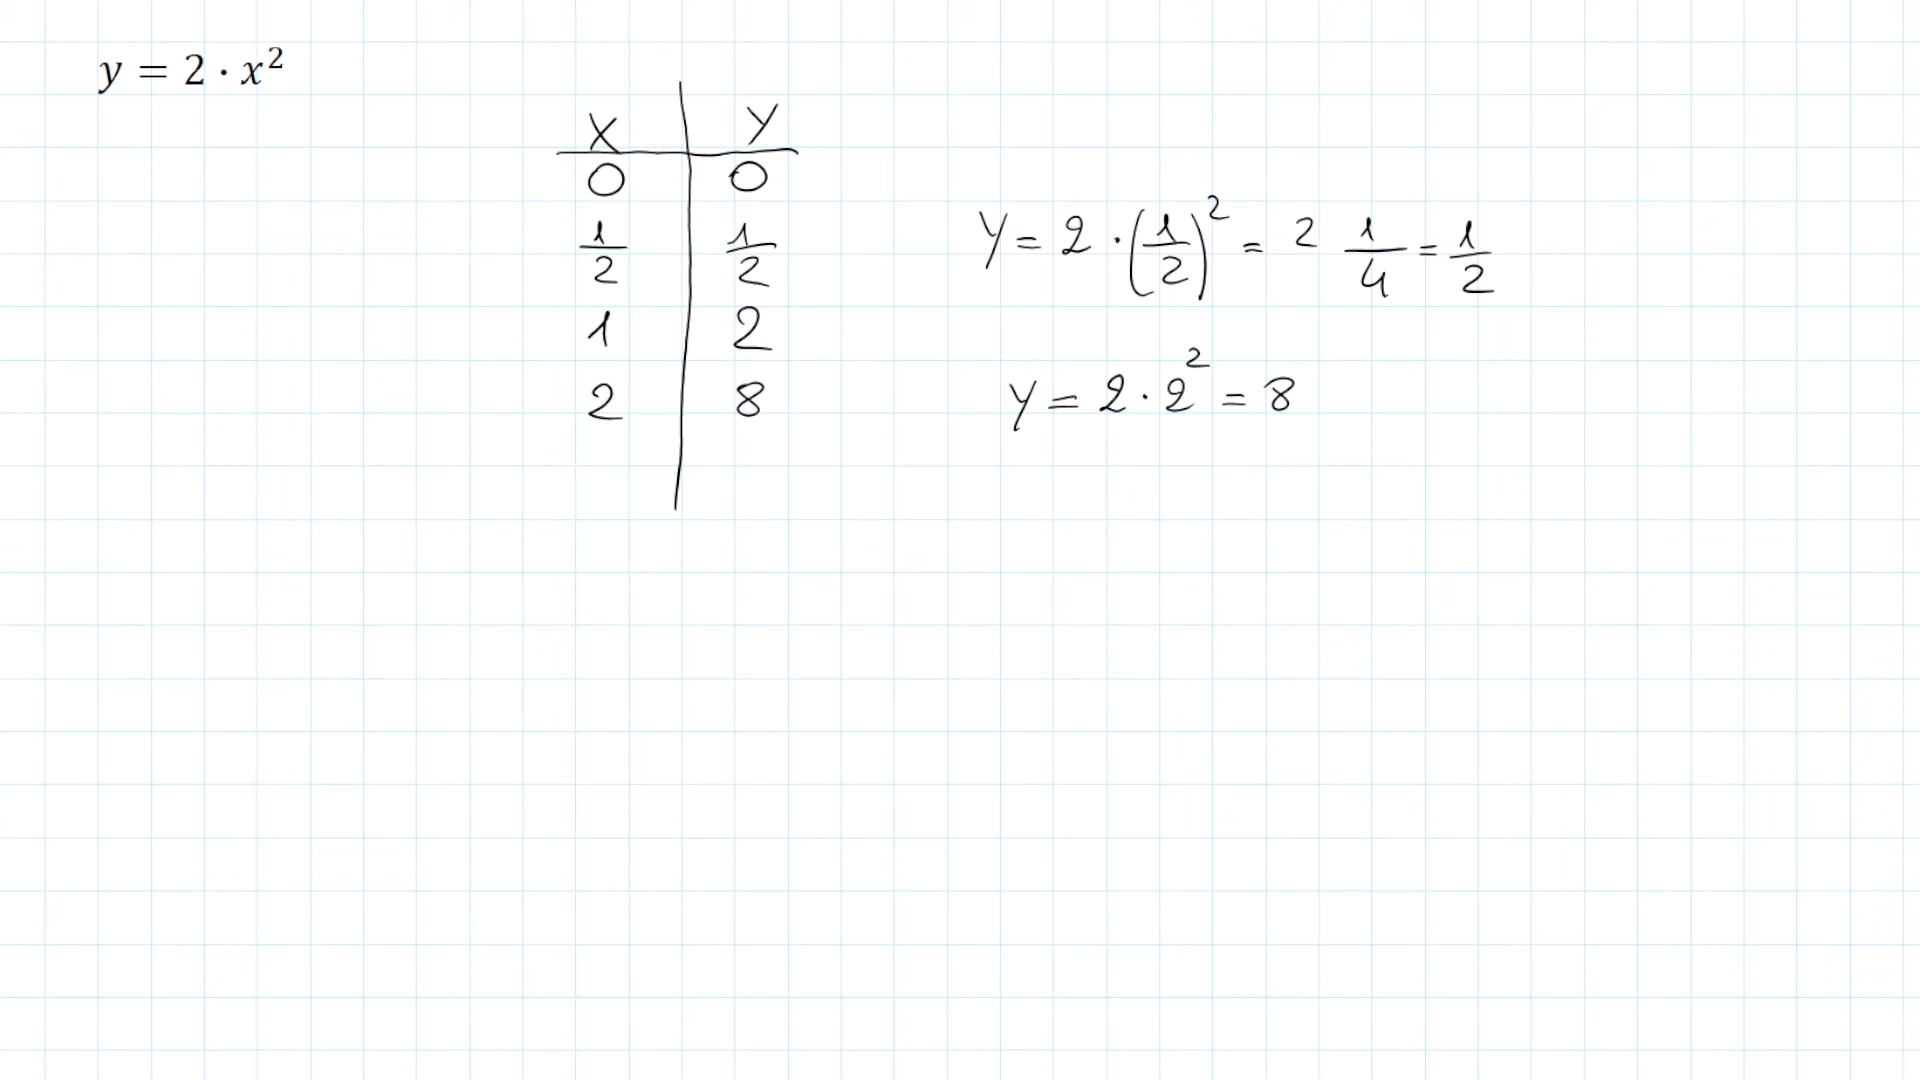 y = 2 · x²
X Y
0 0
1/2 1/2
y = 2 · (1/2)² = 2 1/4 = 1/2
1 2
2 8
y = 2 · 2² = 8